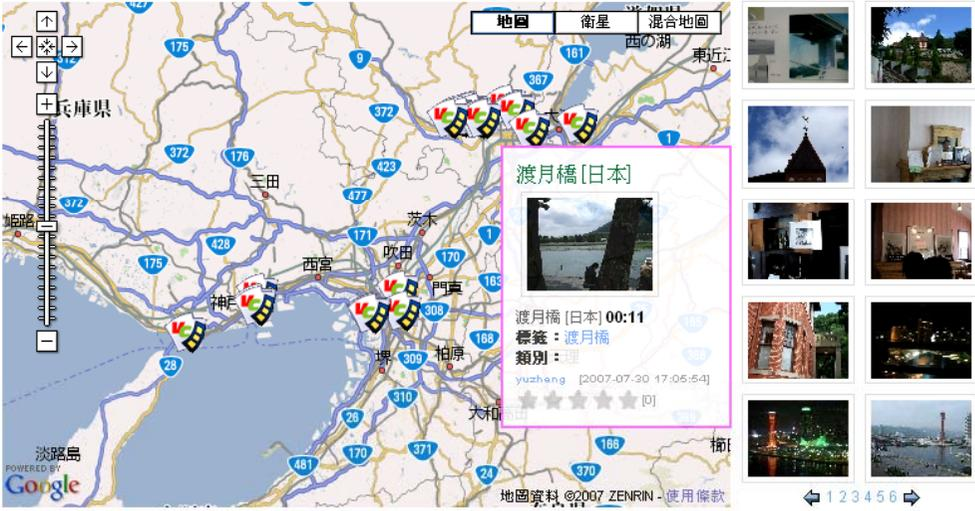 地圖
衛星
混合地圖
427
175
312
9
161
西の湖
東近江
367
兵庫県
372
1
372
176
423
三田
372
477
姫路
茨木
428
171
1
吹田
170
175
西宮
163
門真
神戸
308
168
28
堺
309
柏原
310
26
大和高田
371
166
淡路島
481
170
24
370
渡月橋 [日本]
渡月橋 [日本] 00:11
標籤：渡月橋
類別：
yuzheng [2007-07-30 17:05:54]
[0]
POWERED BY
Google
地圖資料 ©2007 ZENRIN - 使用條款
1 2 3 4 5 6